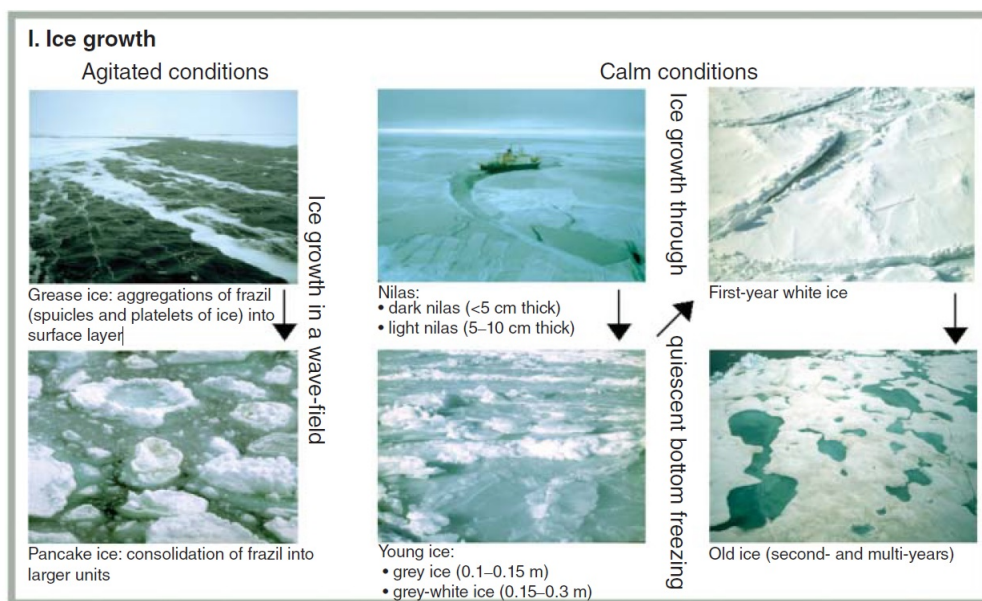 I. Ice growth
Agitated conditions
Calm conditions
Grease ice: aggregations of frazil
(spuicles and platelets of ice) into
surface layer
Ice growth in a wave-field
Pancake ice: consolidation of frazil into
larger units
Nilas:
• dark nilas (<5 cm thick)
• light nilas (5–10 cm thick)
Young ice:
• grey ice (0.1–0.15 m)
• grey-white ice (0.15–0.3 m)
Ice growth through
quiescent bottom freezing
First-year white ice
Old ice (second- and multi-years)